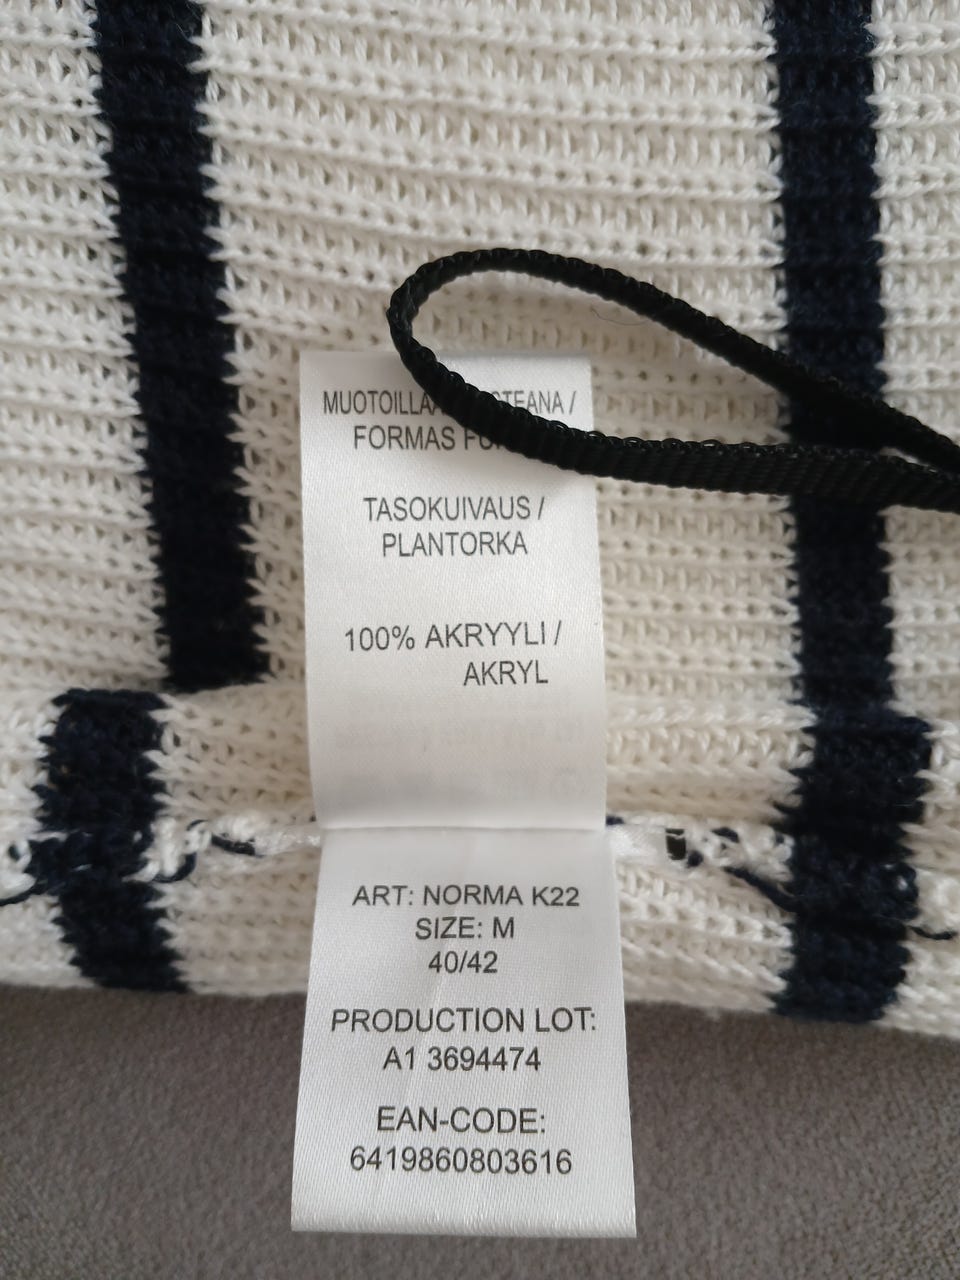 FORMAS
TASOKUIVAUS /
PLANTORKA
100% AKRYYLI /
AKRYL
ART: NORMA K22
SIZE: M
40/42
PRODUCTION LOT:
A1 3694474
EAN-CODE:
6419860803616